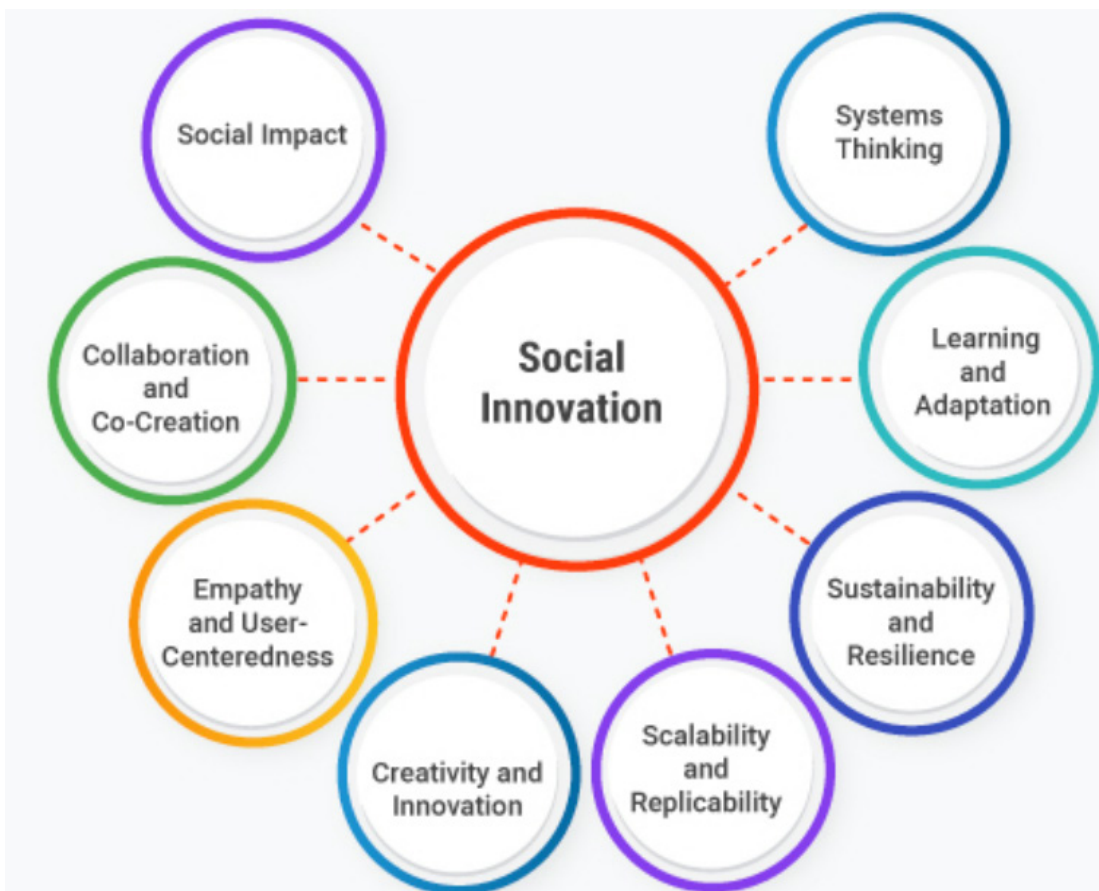 Social Impact
Systems
Thinking
Collaboration
and
Co-Creation
Social
Innovation
Learning
and
Adaptation
Empathy
and User-
Centeredness
Sustainability
and
Resilience
Creativity and
Innovation
Scalability
and
Replicability